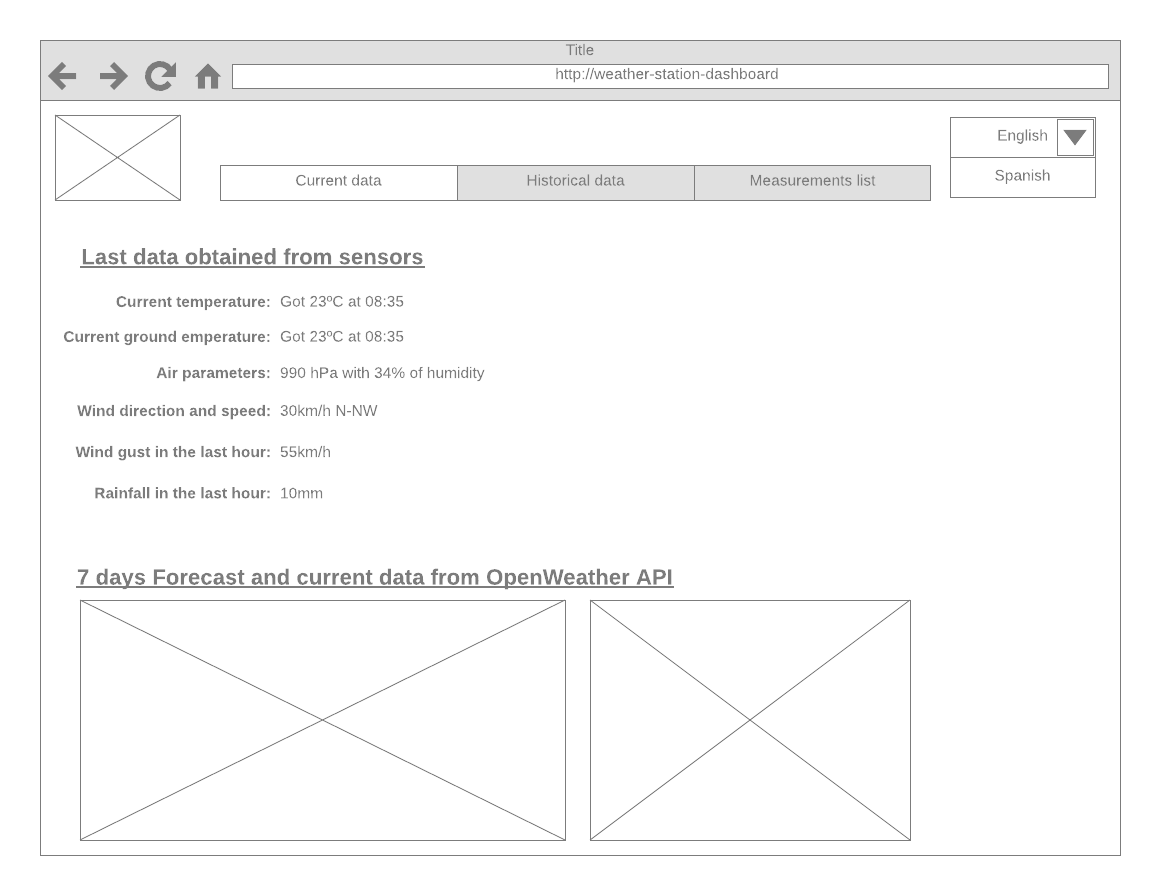 Title
http://weather-station-dashboard
English
Current data Historical data Measurements list
Spanish
Last data obtained from sensors
Current temperature: Got 23ºC at 08:35
Current ground emperature: Got 23ºC at 08:35
Air parameters: 990 hPa with 34% of humidity
Wind direction and speed: 30km/h N-NW
Wind gust in the last hour: 55km/h
Rainfall in the last hour: 10mm
7 days Forecast and current data from OpenWeather API